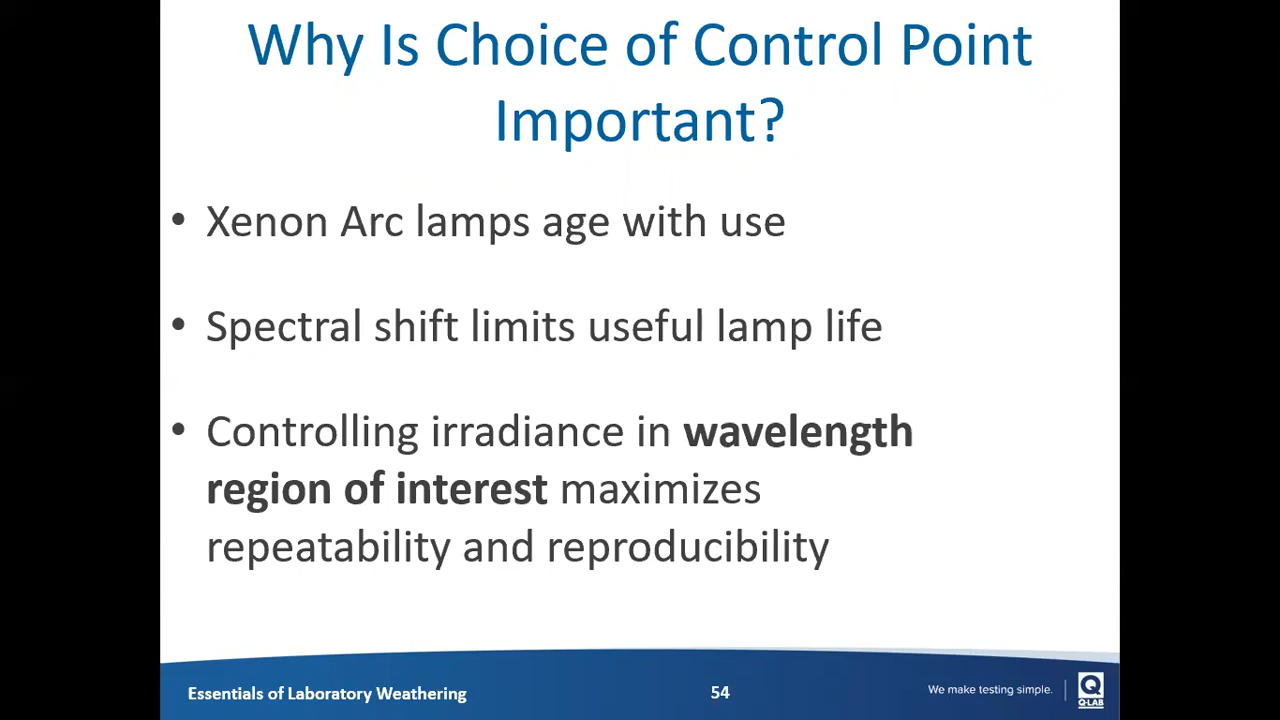 Why Is Choice of Control Point
Important?
• Xenon Arc lamps age with use
• Spectral shift limits useful lamp life
• Controlling irradiance in wavelength
region of interest maximizes
repeatability and reproducibility
Essentials of Laboratory Weathering
54
We make testing simple.
Q
Q-LAB